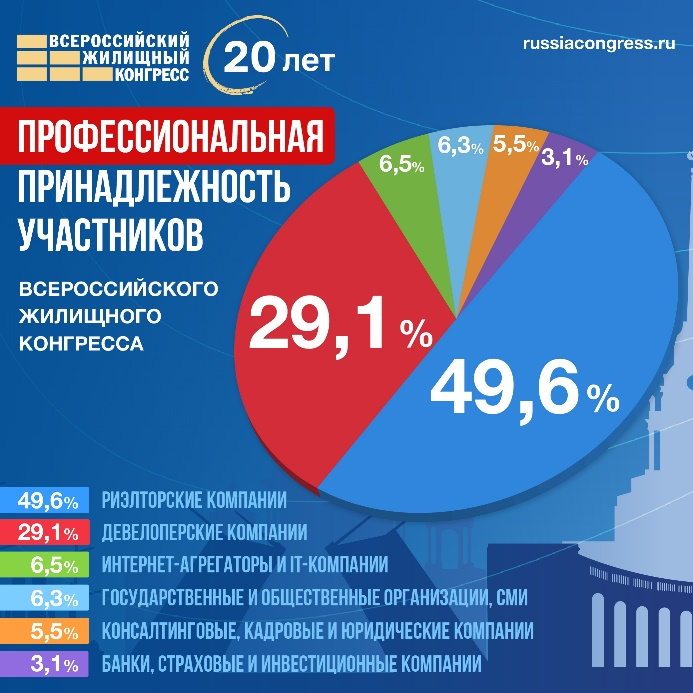 ВСЕРОССИЙСКИЙ
ЖИЛИЩНЫЙ
КОНГРЕСС
20 лет
russiacongress.ru
ПРОФЕССИОНАЛЬНАЯ
ПРИНАДЛЕЖНОСТЬ
УЧАСТНИКОВ
ВСЕРОССИЙСКОГО
ЖИЛИЩНОГО
КОНГРЕССА
6,5%
6,3%
5,5%
3,1%
29,1%
49,6%
49,6% РИЭЛТОРСКИЕ КОМПАНИИ
29,1% ДЕВЕЛОПЕРСКИЕ КОМПАНИИ
6,5% ИНТЕРНЕТ-АГРЕГАТОРЫ И IT-КОМПАНИИ
6,3% ГОСУДАРСТВЕННЫЕ И ОБЩЕСТВЕННЫЕ ОРГАНИЗАЦИИ, СМИ
5,5% КОНСАЛТИНГОВЫЕ, КАДРОВЫЕ И ЮРИДИЧЕСКИЕ КОМПАНИИ
3,1% БАНКИ, СТРАХОВЫЕ И ИНВЕСТИЦИОННЫЕ КОМПАНИИ